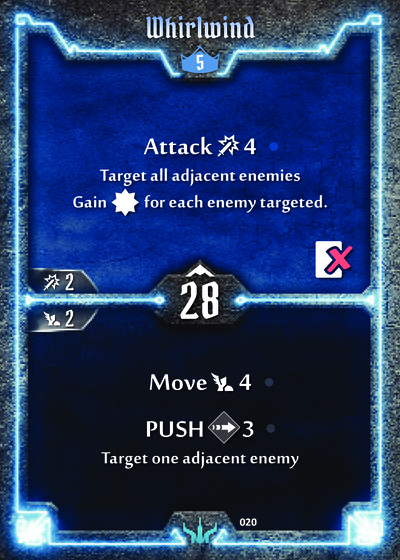 Whirlwind
5
Attack 4
Target all adjacent enemies
Gain for each enemy targeted.
2
28
2
Move 4
PUSH 3
Target one adjacent enemy
020